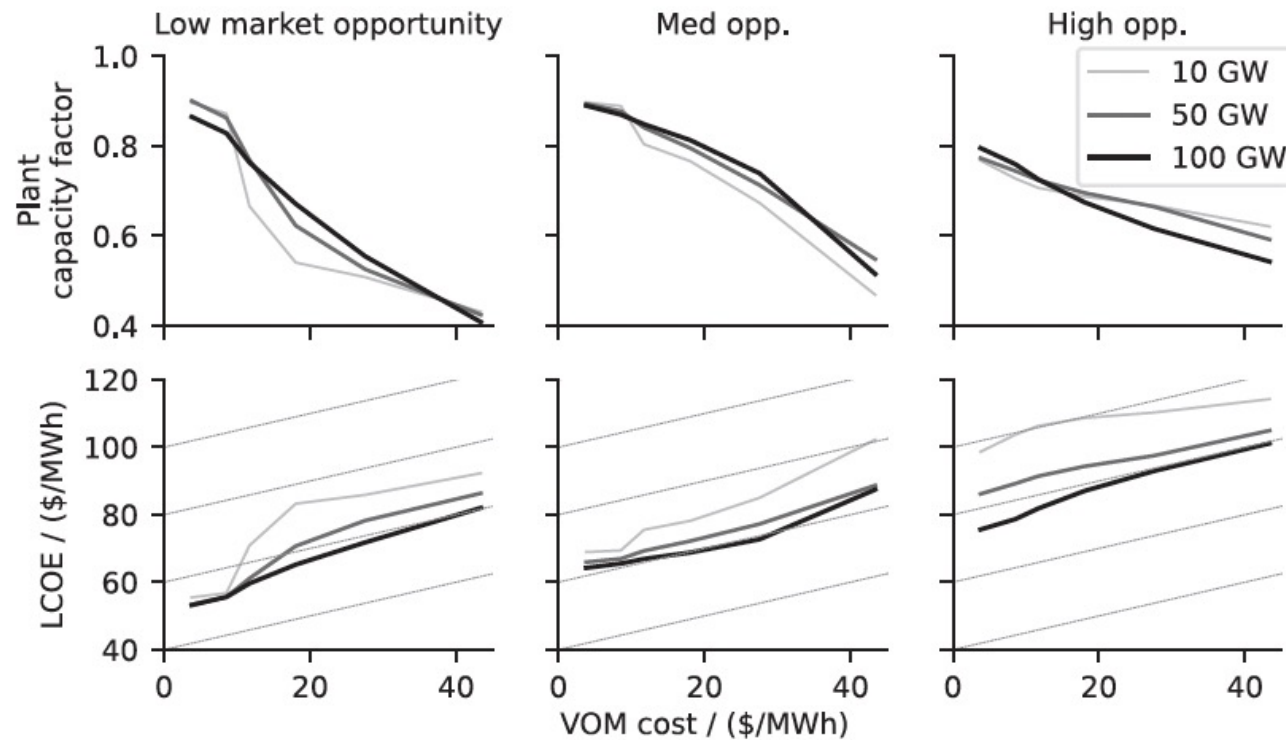 Low market opportunity
Med opp.
High opp.
10 GW
50 GW
100 GW
Plant
capacity factor
1.0
0.8
0.6
0.4
LCOE / ($/MWh)
120
100
80
60
40
0 20 40
0 20 40
0 20 40
VOM cost / ($/MWh)